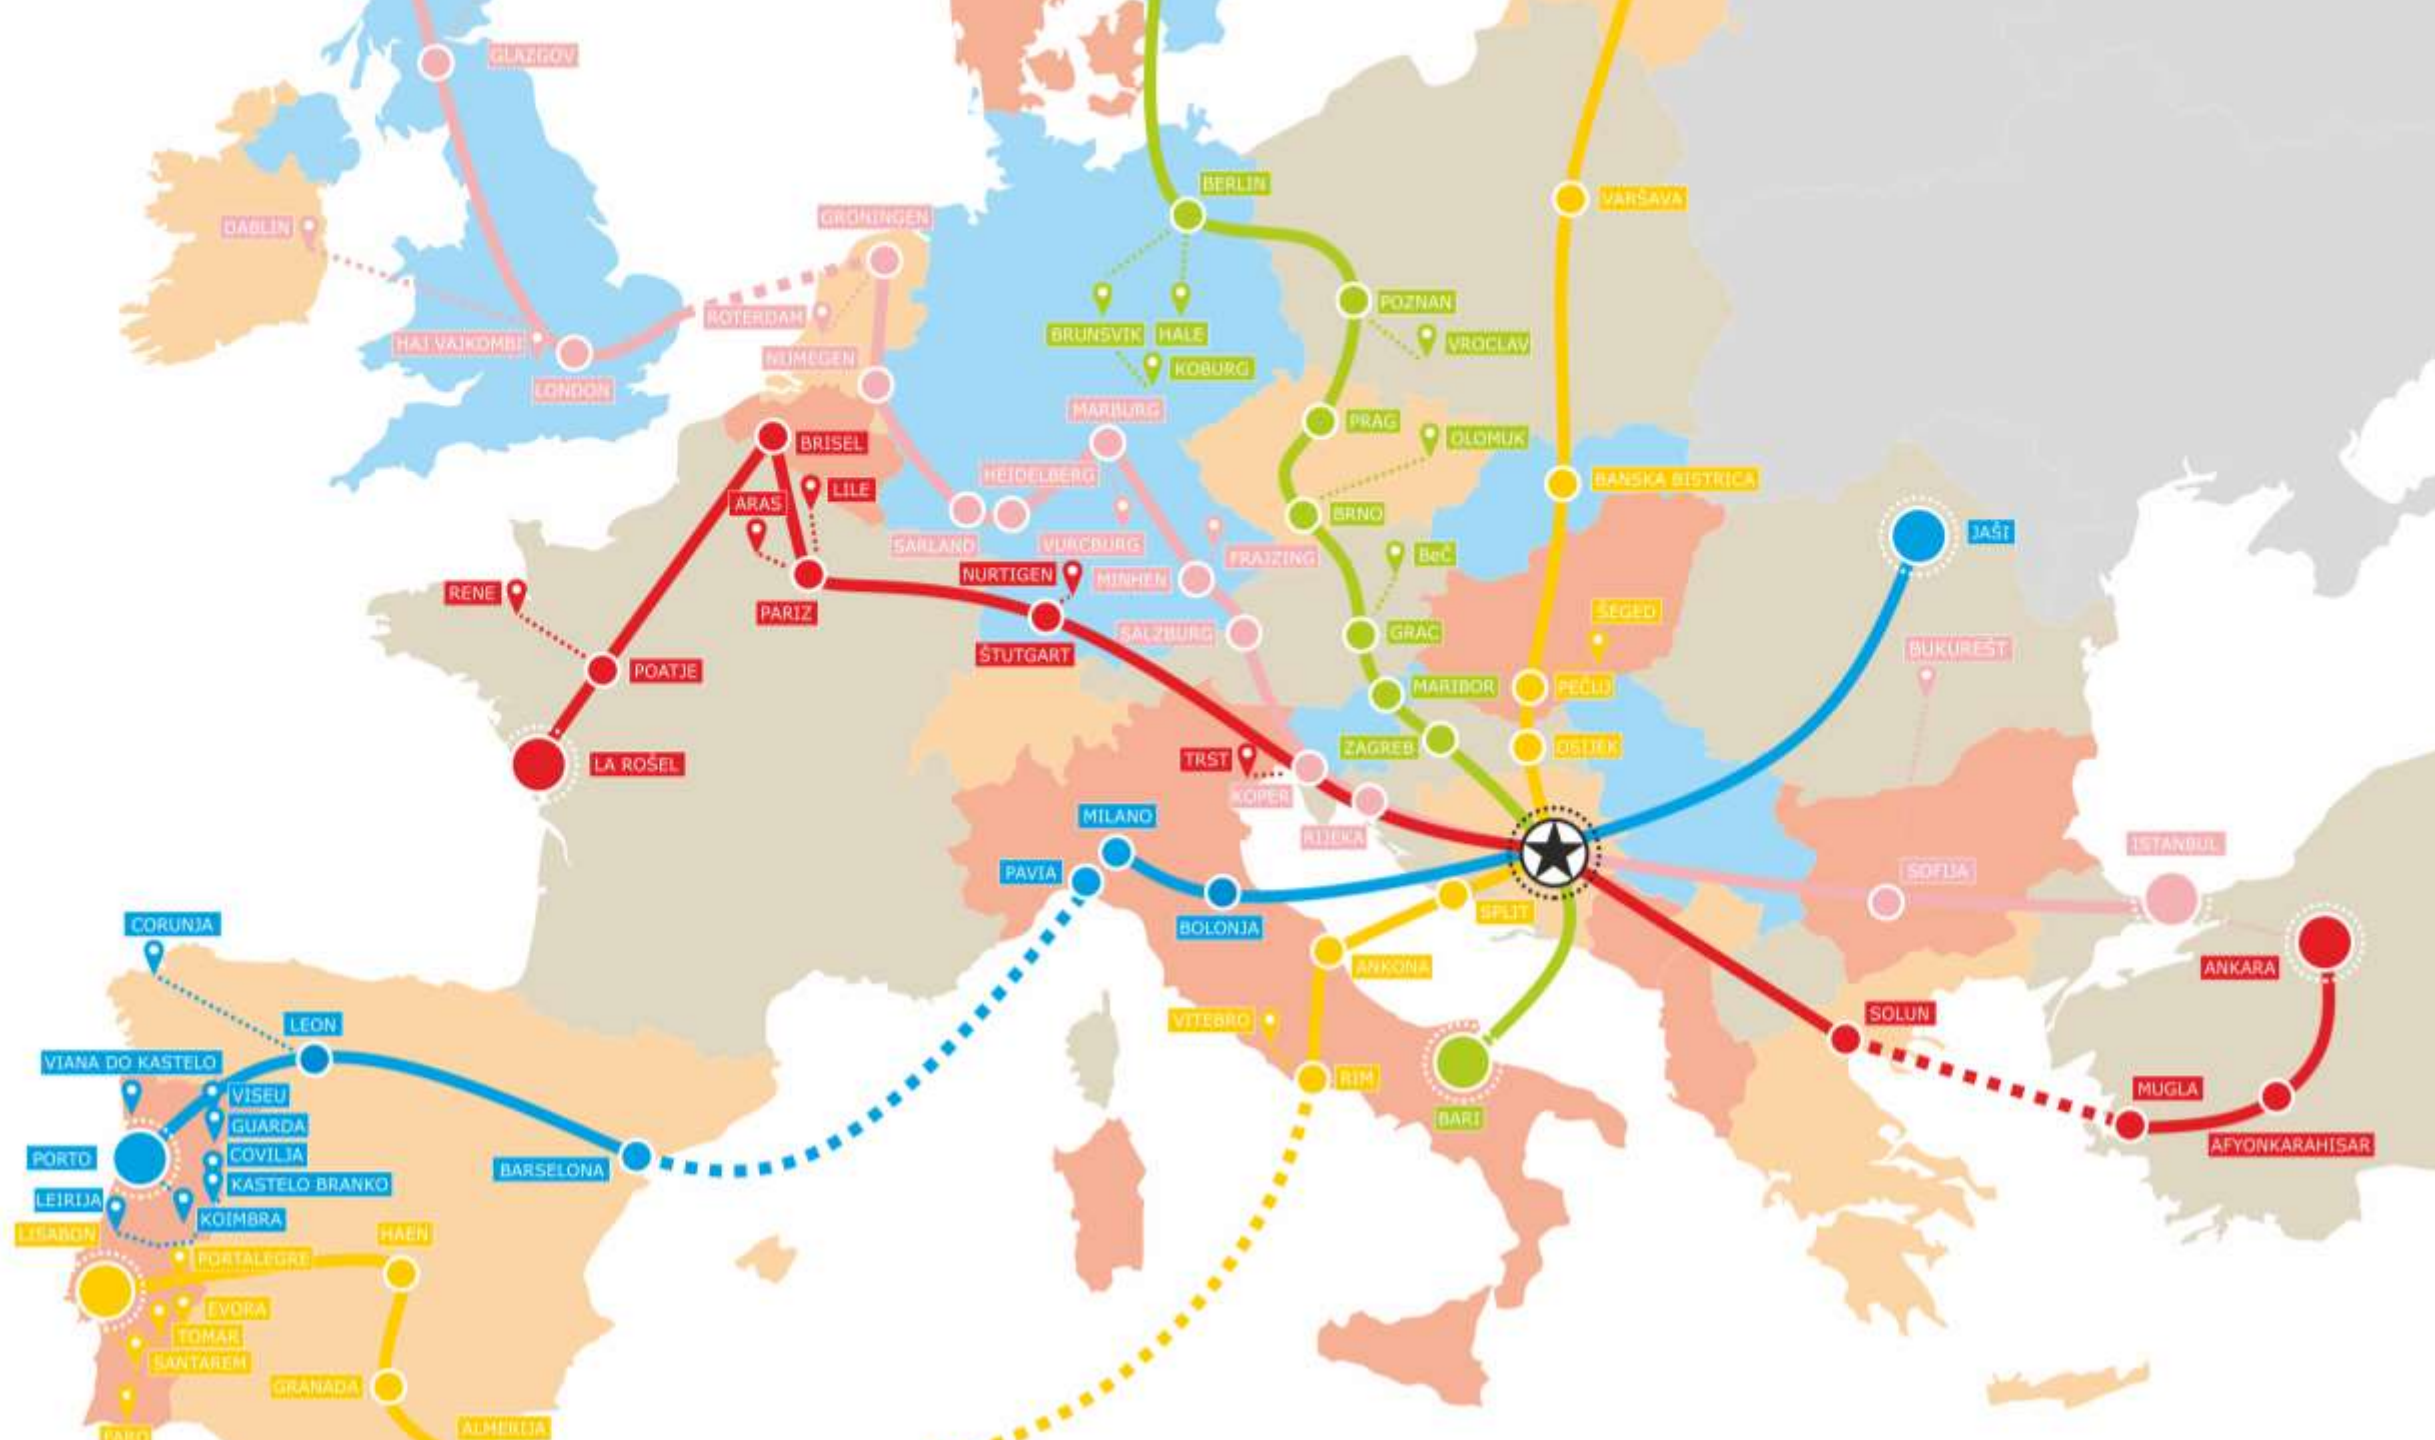 GLAZGOV
BERLIN
VARŠAVA
GRONINGEN
DABLIN
POZNAN
ROTERDAM
BRUNSVIK
HALE
VROCLAV
HAJ VAJKOMBI
NIJMEGEN
KOBURG
LONDON
MARBURG
PRAG
OLOMUK
BRISEL
HEIDELBERG
BANSKA BISTRICA
LILE
ARAS
BRNO
JAŠI
SARLAND
VURCBURG
FRAJZING
BeČ
NURTIGEN
MINHEN
RENE
PARIZ
ŠEGED
SALZBURG
GRAC
ŠTUTGART
BUKUREŠT
POATJE
MARIBOR
PEČUJ
ZAGREB
OSIJEK
TRST
LA ROŠEL
KOPER
MILANO
RIJEKA
ISTANBUL
PAVIA
SOFIJA
SPLIT
CORUNJA
BOLONJA
ANKONA
ANKARA
SOLUN
VITEBRO
LEON
VIANA DO KASTELO
RIM
MUGLA
VISEU
BARI
GUARDA
AFYONKARAHISAR
COVILJA
PORTO
BARSELONA
KASTELO BRANKO
LEIRIJA
KOIMBRA
LISABON
HAEN
PORTALEGRE
EVORA
TOMAR
SANTAREM
GRANADA
ALMERIJA
FARO